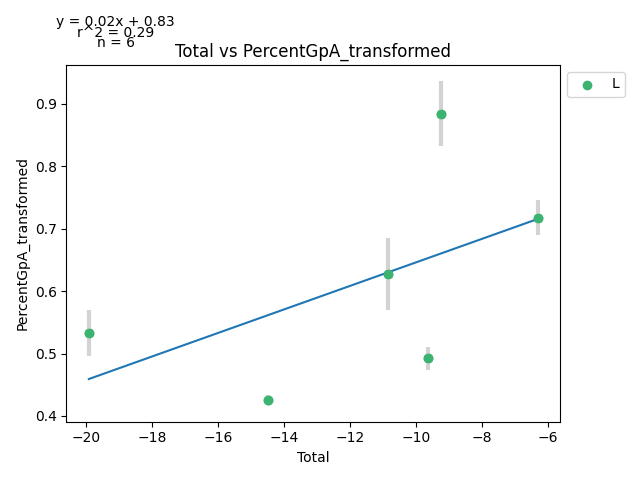 y = 0.02x + 0.83
r^2 = 0.29
n = 6
Total vs PercentGpA_transformed
L
PercentGpA_transformed
0.9
0.8
0.7
0.6
0.5
0.4
−20
−18
−16
−14
−12
−10
−8
−6
Total